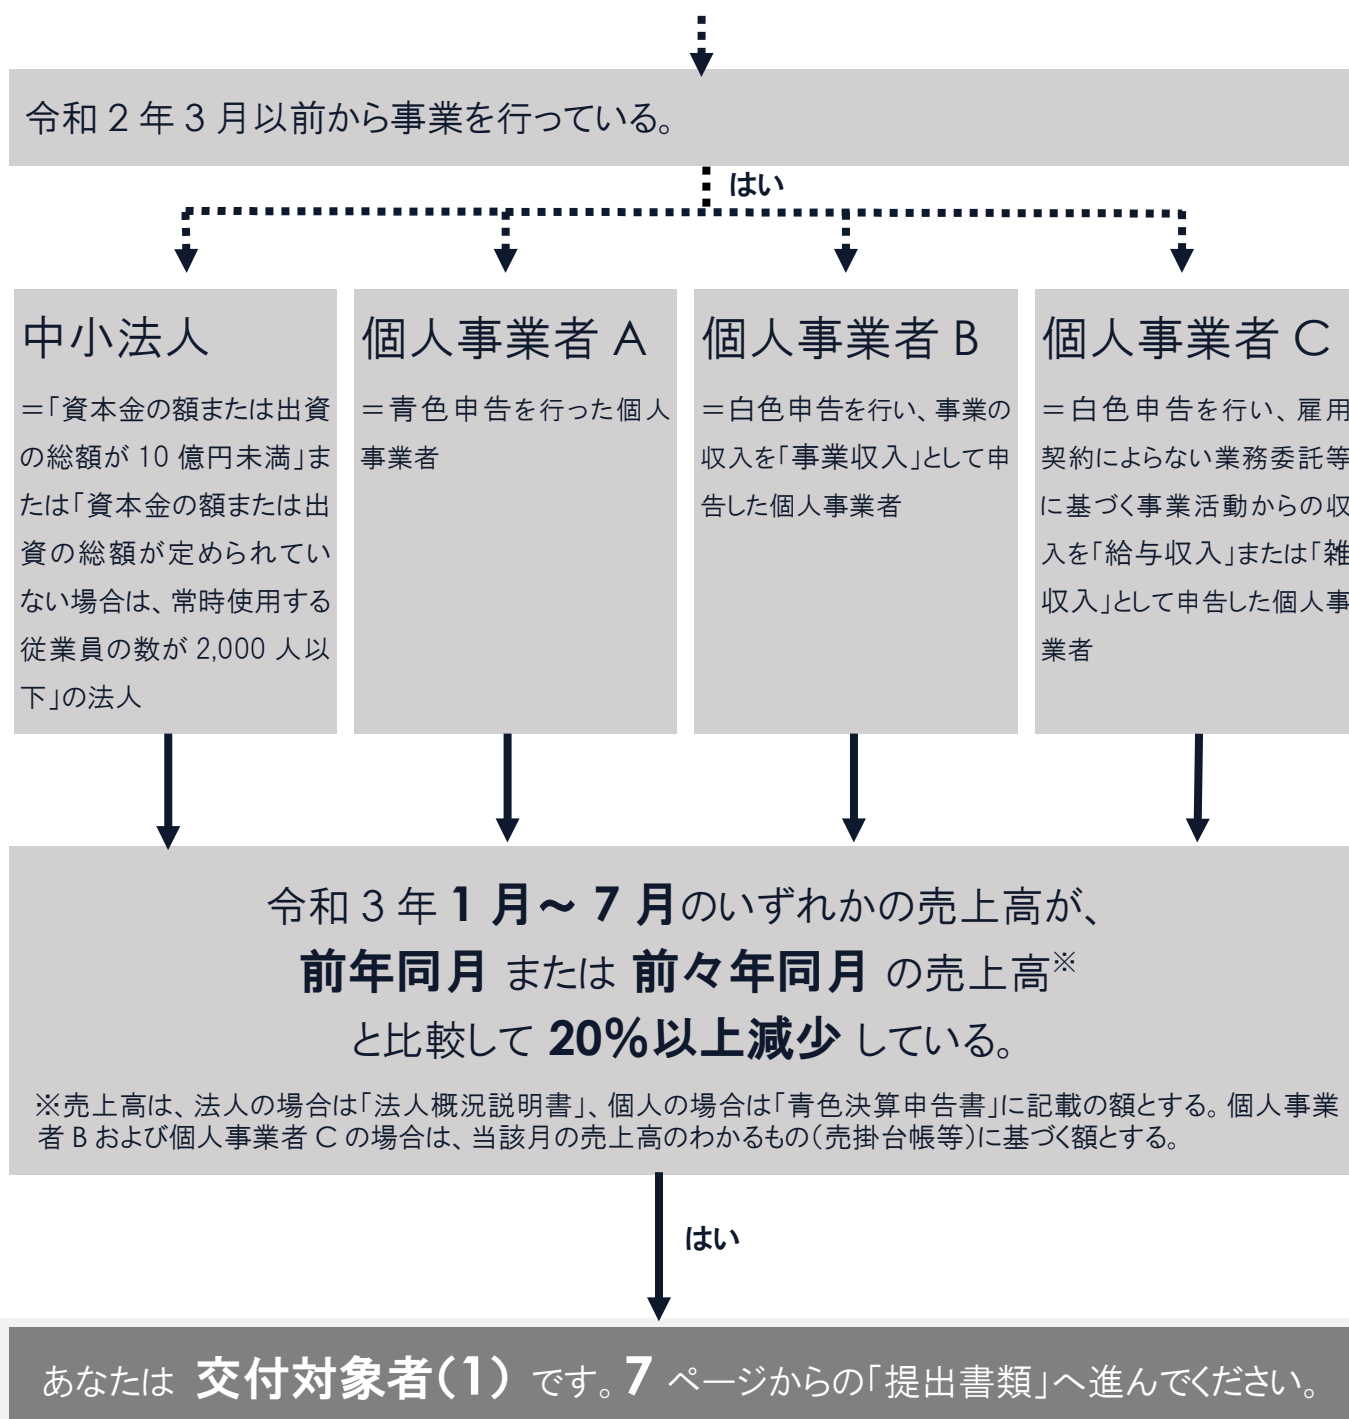 令和2年3月以前から事業を行っている。
はい
中小法人
＝「資本金の額または出資
の総額が10億円未満」ま
たは「資本金の額または出
資の総額が定められてい
ない場合は、常時使用する
従業員の数が2,000人以
下」の法人
個人事業者A
＝青色申告を行った個人
事業者
個人事業者B
＝白色申告を行い、事業の
収入を「事業収入」として申
告した個人事業者
個人事業者C
＝白色申告を行い、雇用
契約によらない業務委託等
に基づく事業活動からの収
入を「給与収入」または「雑
収入」として申告した個人事
業者
令和3年1月～7月のいずれかの売上高が、
前年同月 または 前々年同月 の売上高※
と比較して 20％以上減少 している。
※売上高は、法人の場合は「法人概況説明書」、個人の場合は「青色決算申告書」に記載の額とする。個人事業
者Bおよび個人事業者Cの場合は、当該月の売上高のわかるもの（売掛台帳等）に基づく額とする。
はい
あなたは 交付対象者（1） です。7 ページからの「提出書類」へ進んでください。